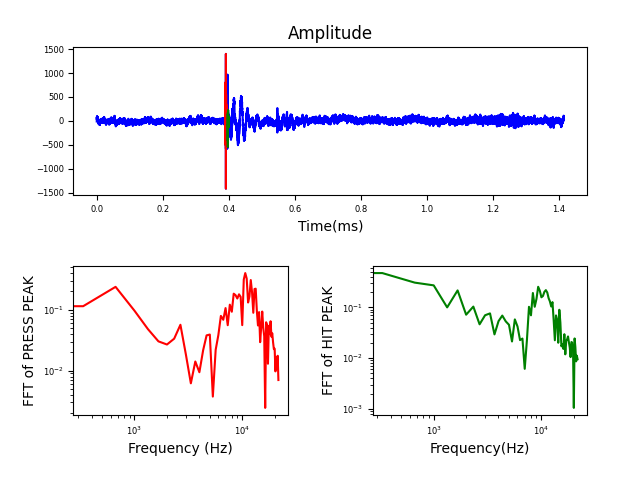 Amplitude
1500
1000
500
0
−500
−1000
−1500
0.0 0.2 0.4 0.6 0.8 1.0 1.2 1.4
Time(ms)
FFT of PRESS PEAK
10⁻¹
10⁻²
10³ 10⁴
Frequency (Hz)
FFT of HIT PEAK
10⁻¹
10⁻²
10⁻³
10³ 10⁴
Frequency(Hz)